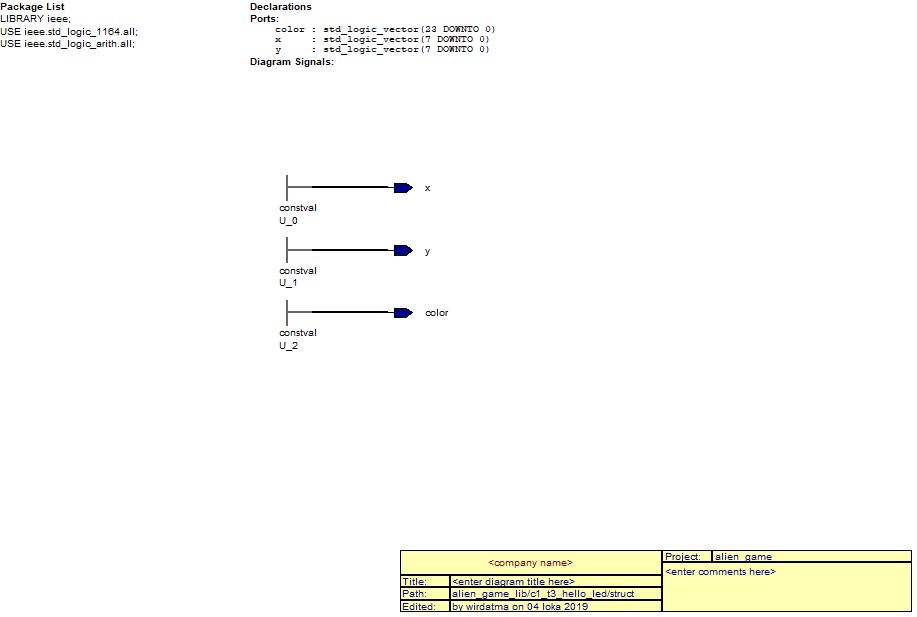 Package List
LIBRARY ieee;
USE ieee.std_logic_1164.all;
USE ieee.std_logic_arith.all;
Declarations
Ports:
color : std_logic_vector(23 DOWNTO 0)
x : std_logic_vector(7 DOWNTO 0)
y : std_logic_vector(7 DOWNTO 0)
Diagram Signals:
x
constval
U_0
y
constval
U_1
color
constval
U_2
<company name>
Title: <enter diagram title here>
Path: alien_game_lib/c1_t3_hello_led/struct
Edited: by wirdatma on 04 loka 2019
Project: alien_game
<enter comments here>